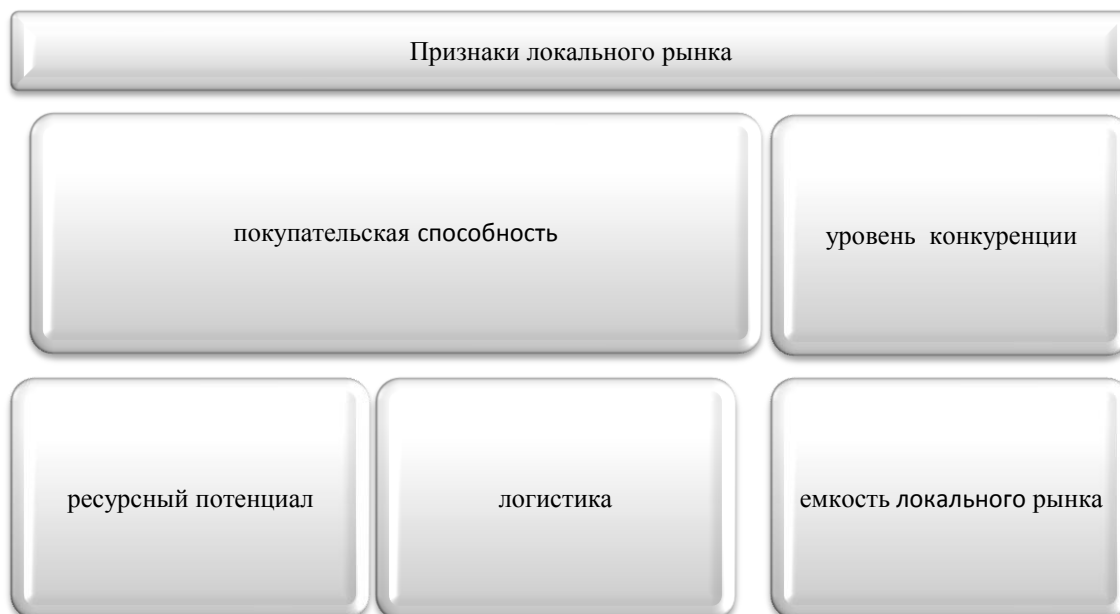 Признаки локального рынка
покупательская способность
уровень конкуренции
ресурсный потенциал
логистика
емкость локального рынка